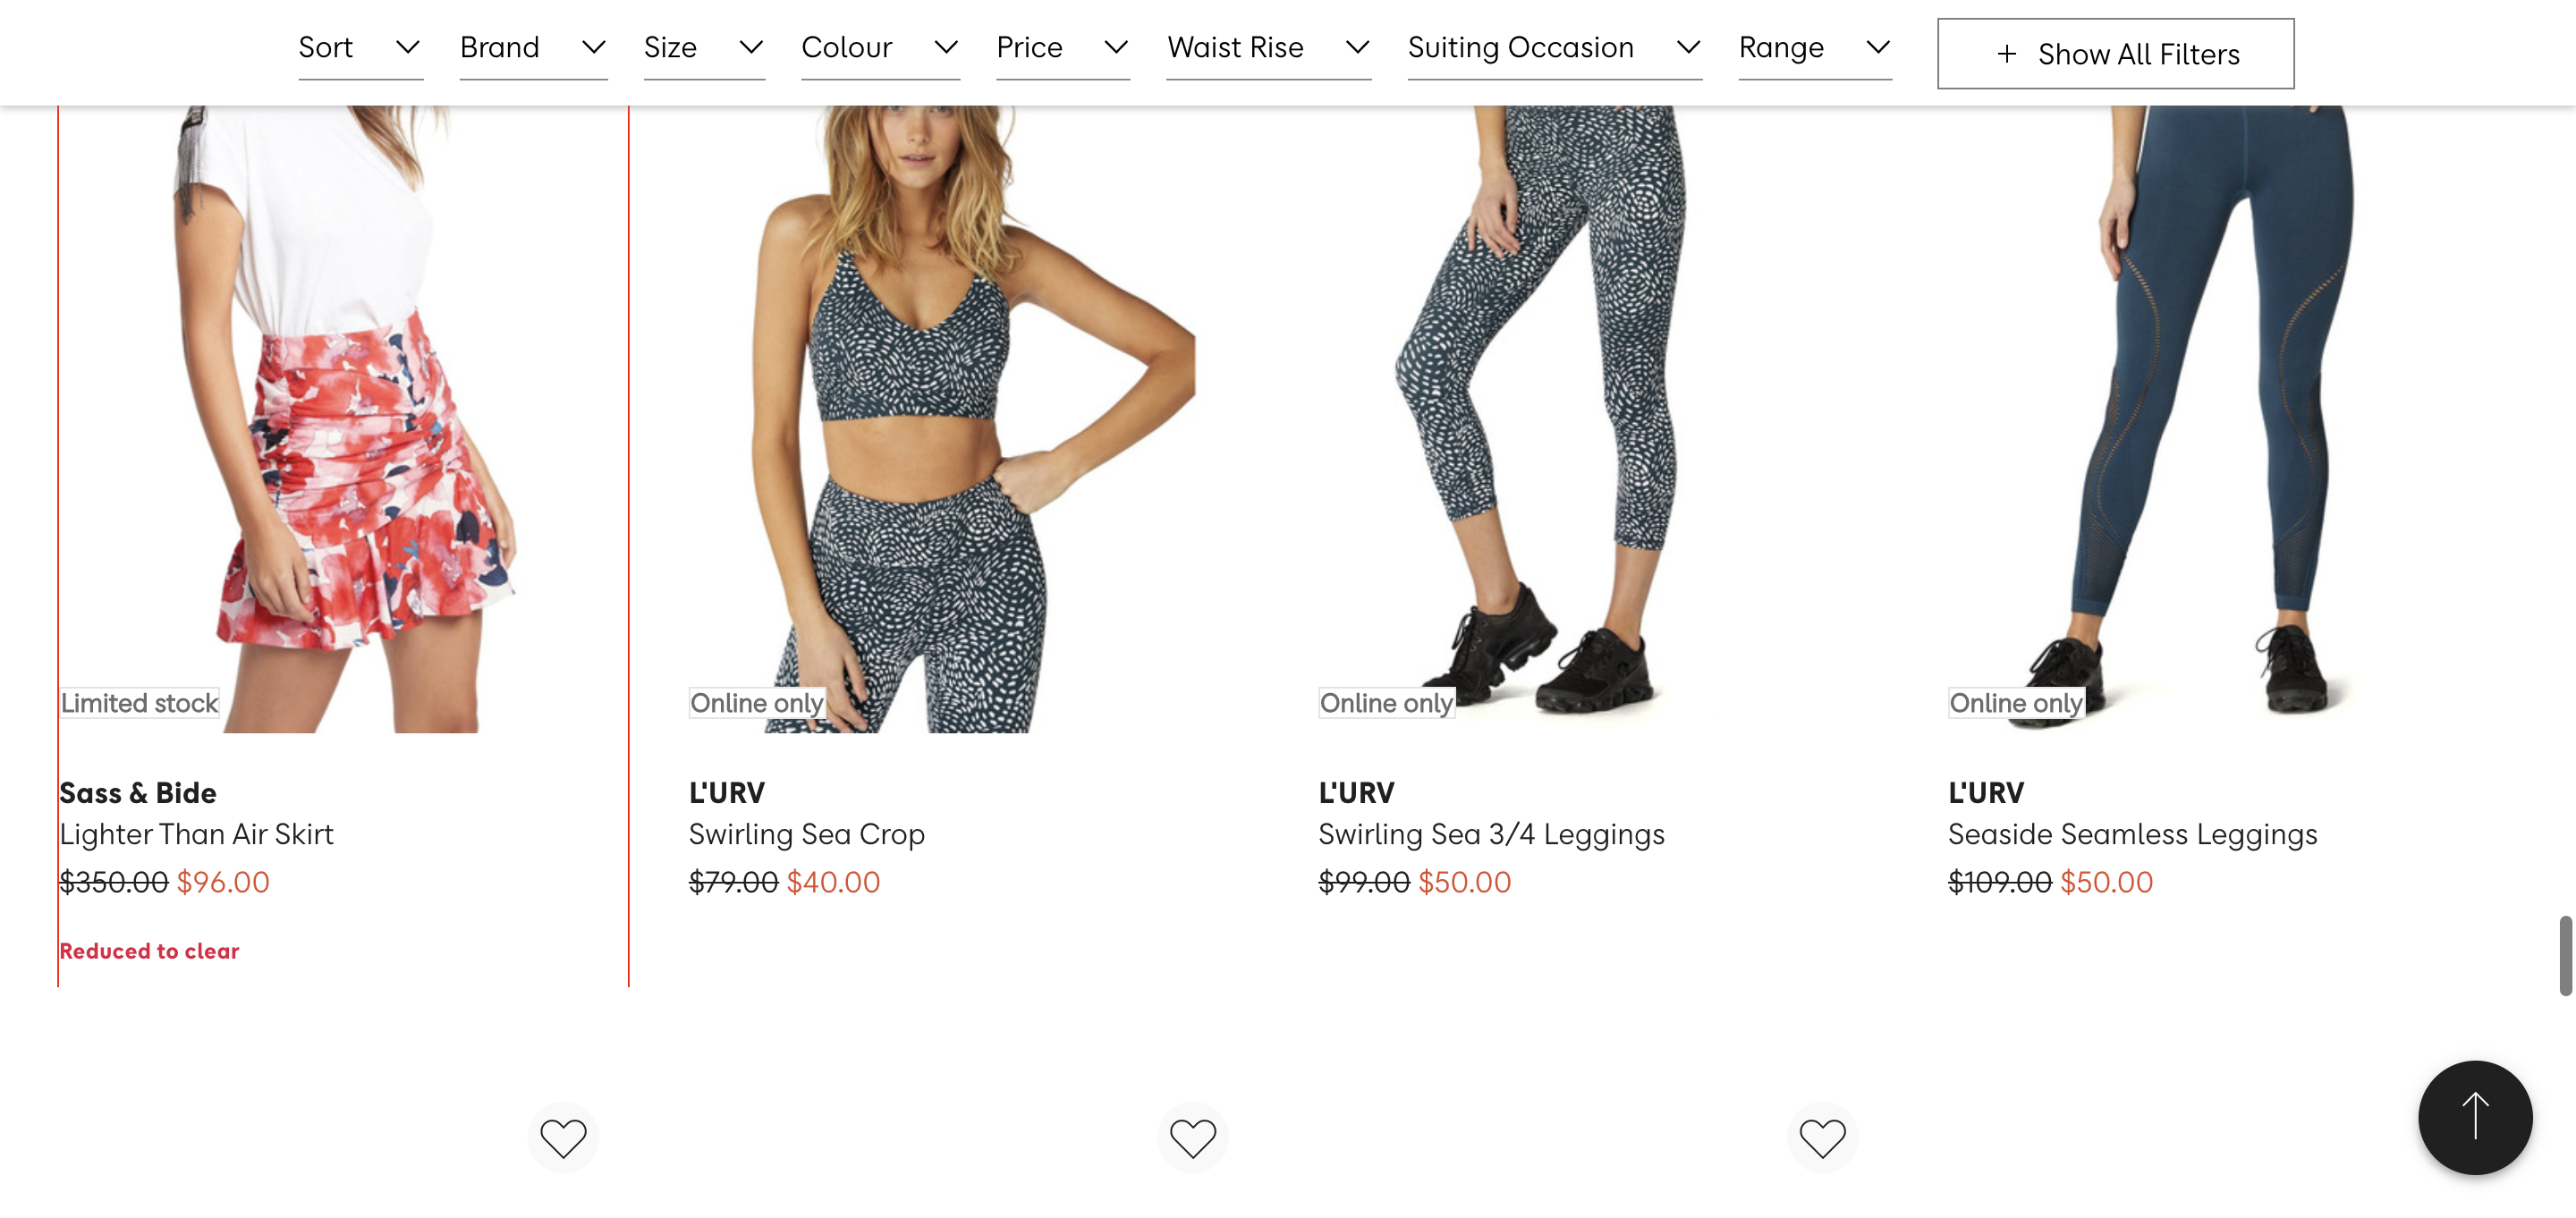 Sort Brand Size Colour Price Waist Rise Suiting Occasion Range + Show All Filters
Limited stock Online only Online only Online only
Sass & Bide
Lighter Than Air Skirt
$350.00 $96.00
Reduced to clear
L'URV
Swirling Sea Crop
$79.00 $40.00
L'URV
Swirling Sea 3/4 Leggings
$99.00 $50.00
L'URV
Seaside Seamless Leggings
$109.00 $50.00